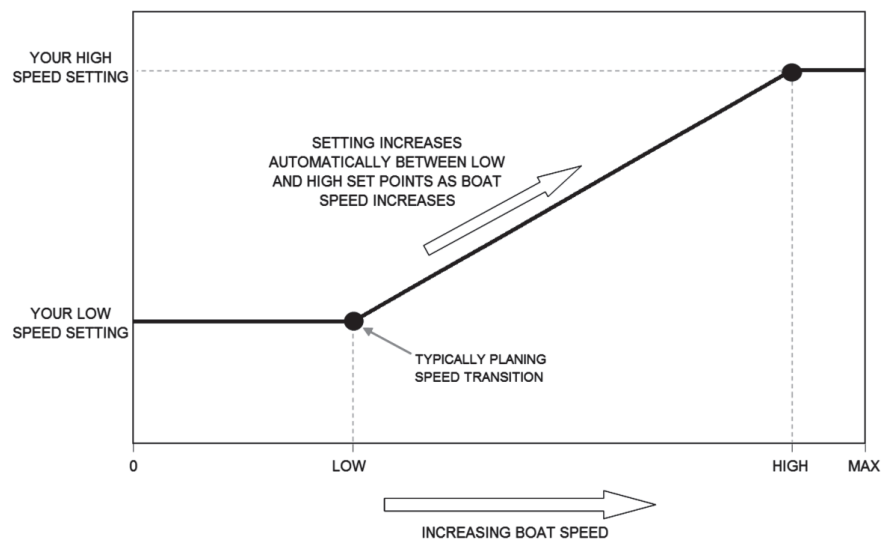 YOUR HIGH
SPEED SETTING
SETTING INCREASES
AUTOMATICALLY BETWEEN LOW
AND HIGH SET POINTS AS BOAT
SPEED INCREASES
YOUR LOW
SPEED SETTING
TYPICALLY PLANING
SPEED TRANSITION
0
LOW
HIGH
MAX
INCREASING BOAT SPEED